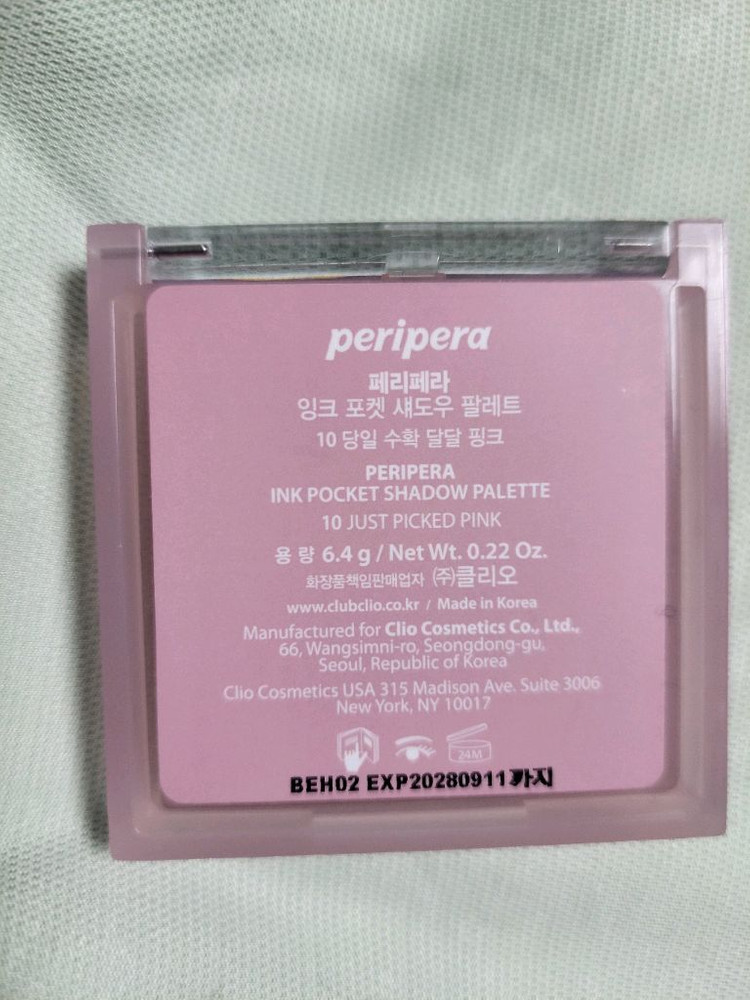 peripera
페리페라
잉크 포켓 섀도우 팔레트
10 당일 수확 달달 핑크
PERIPERA
INK POCKET SHADOW PALETTE
10 JUST PICKED PINK
용 량 6.4 g / Net Wt. 0.22 Oz.
화장품책임판매업자 ㈜클리오
www.clubclio.co.kr / Made in Korea
Manufactured for Clio Cosmetics Co., Ltd.,
66, Wangsimni-ro, Seongdong-gu,
Seoul, Republic of Korea
Clio Cosmetics USA 315 Madison Ave. Suite 3006
New York, NY 10017
24M
BEH02 EXP20280911까지